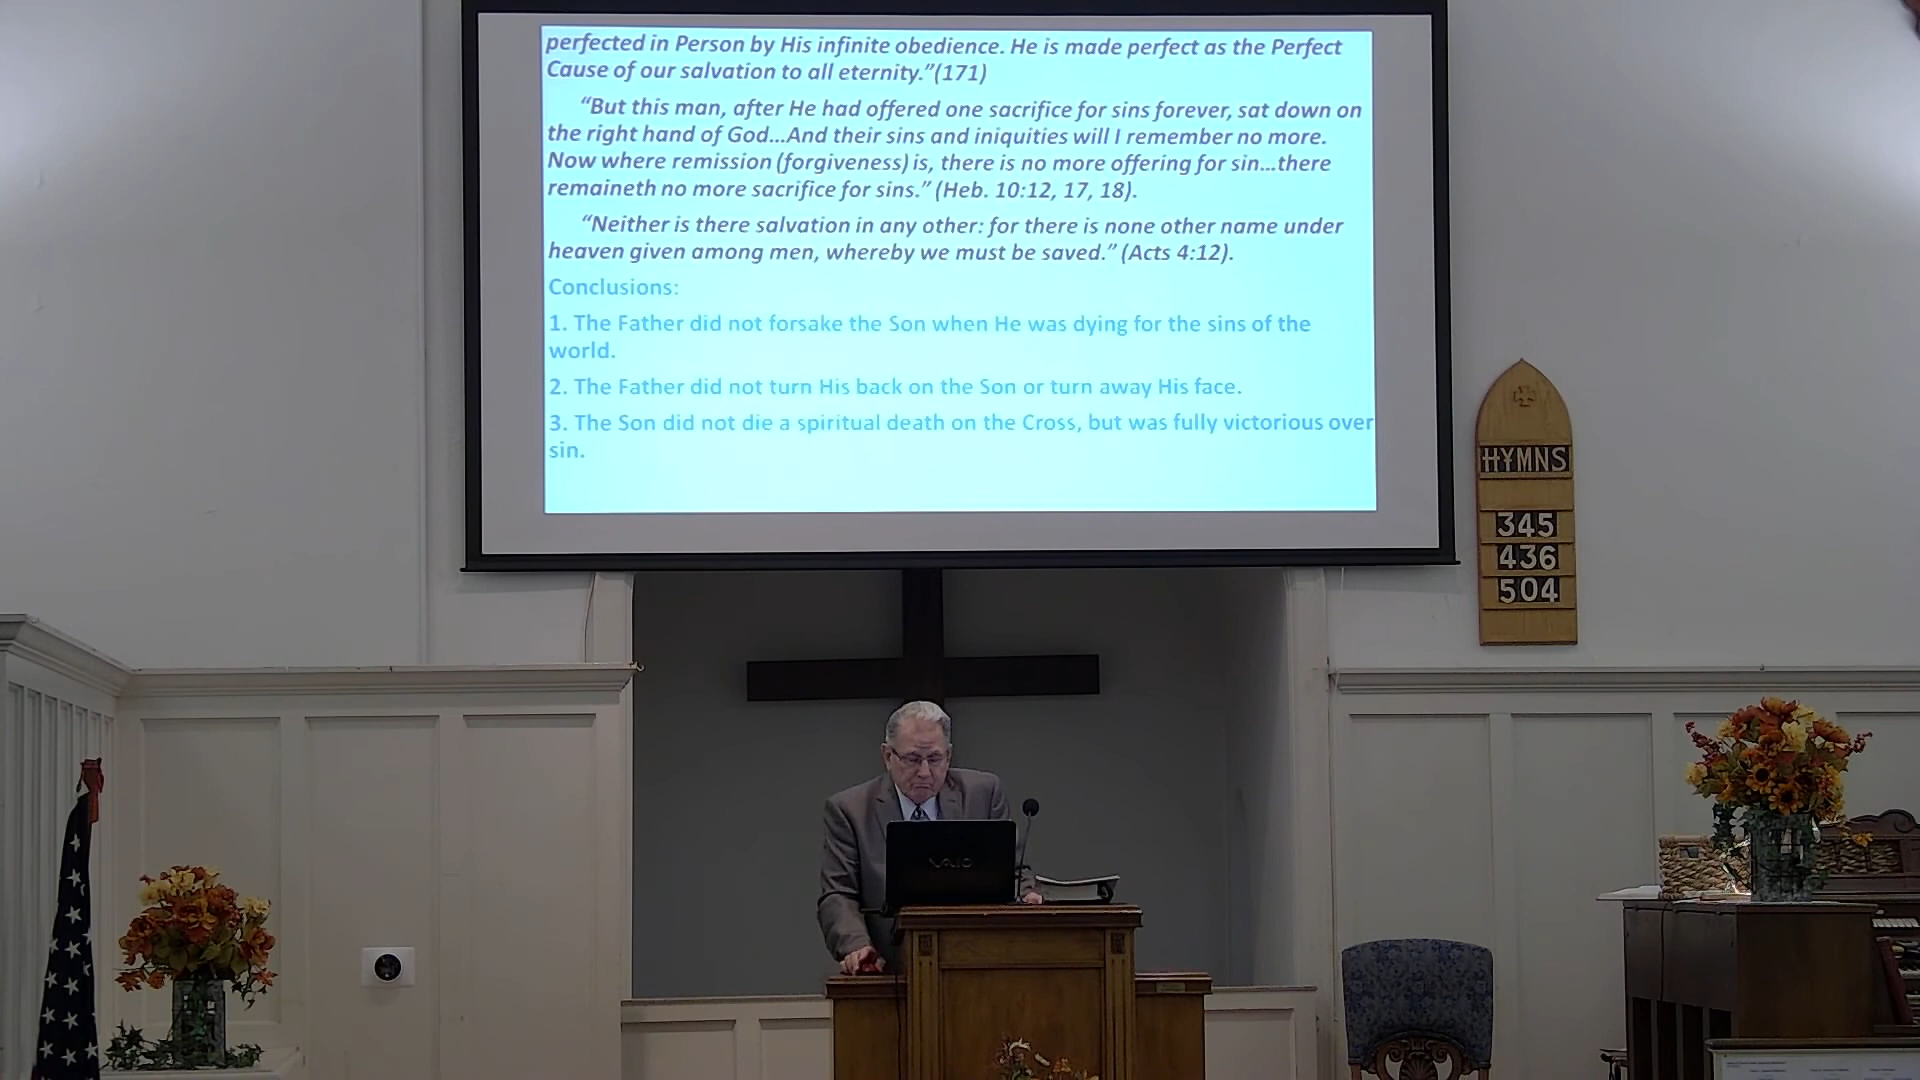 perfected in Person by His infinite obedience. He is made perfect as the Perfect
Cause of our salvation to all eternity."(171)
"But this man, after He had offered one sacrifice for sins forever, sat down on
the right hand of God...And their sins and iniquities will I remember no more.
Now where remission (forgiveness) is, there is no more offering for sin...there
remaineth no more sacrifice for sins." (Heb. 10:12, 17, 18).
"Neither is there salvation in any other: for there is none other name under
heaven given among men, whereby we must be saved." (Acts 4:12).
Conclusions:
1. The Father did not forsake the Son when He was dying for the sins of the
world.
2. The Father did not turn His back on the Son or turn away His face.
3. The Son did not die a spiritual death on the Cross, but was fully victorious over
sin.
HYMNS
345
436
504
VAIO